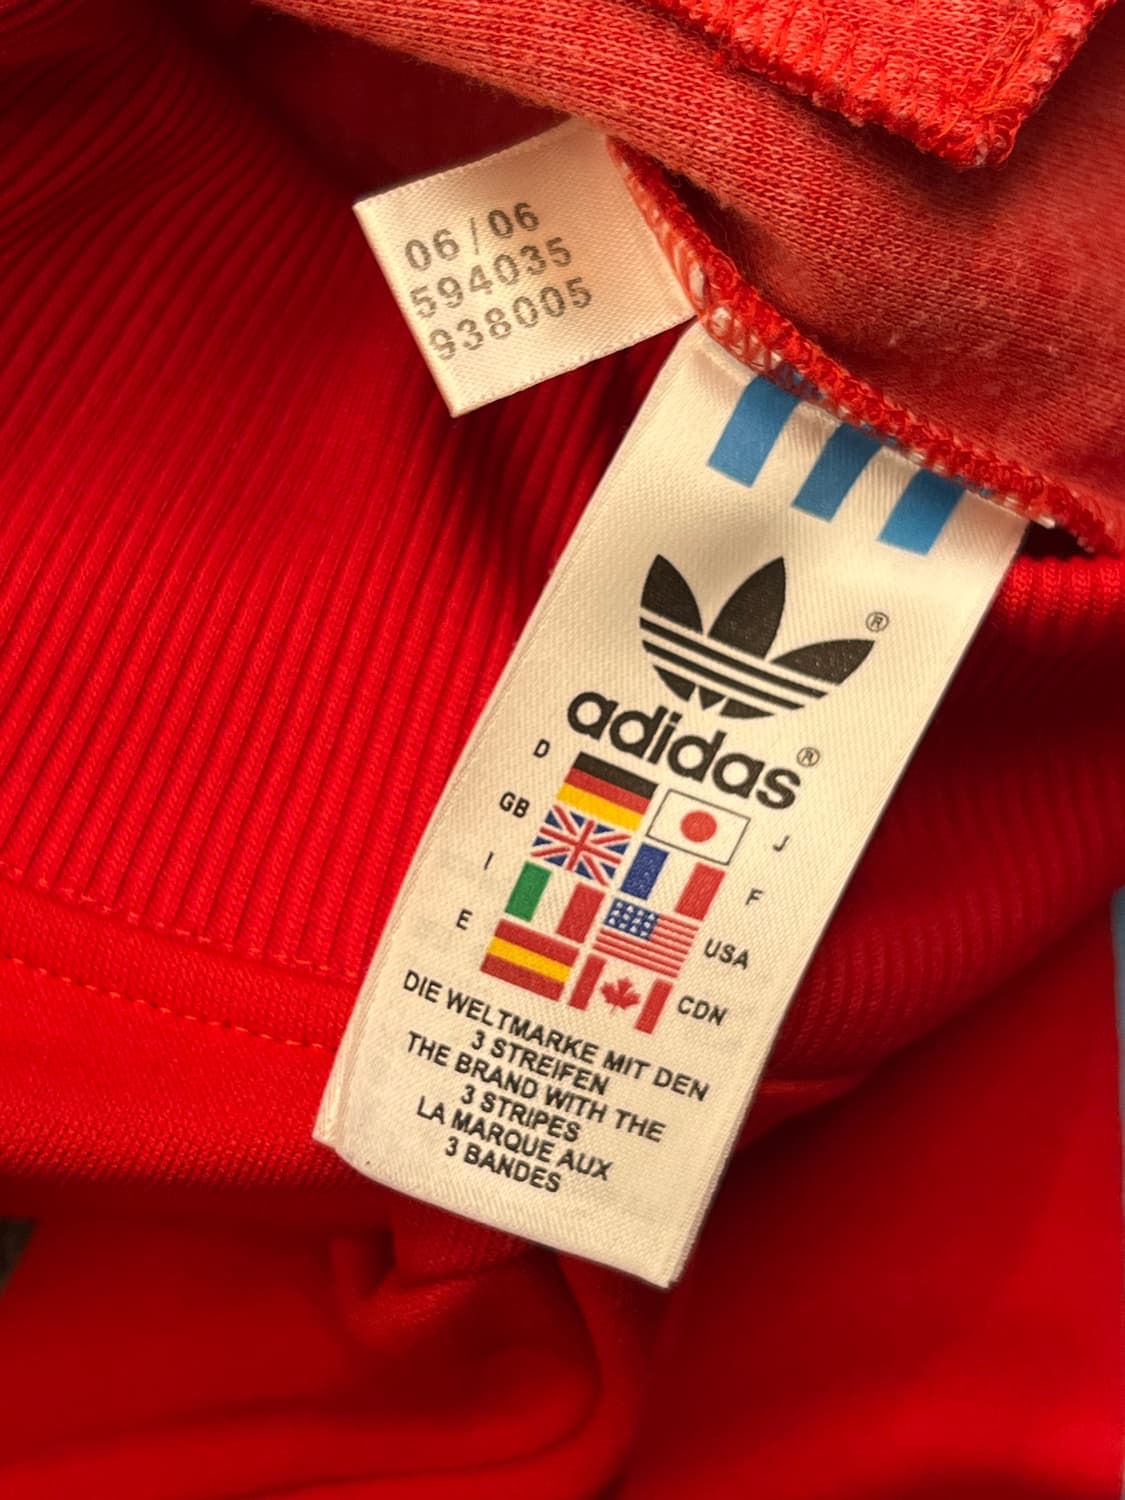 06/06
594035
938005
®
adidas®
D
J
GB
F
I
USA
E
CDN
DIE WELTMARKE MIT DEN
3 STREIFEN
THE BRAND WITH THE
3 STRIPES
LA MARQUE AUX
3 BANDES